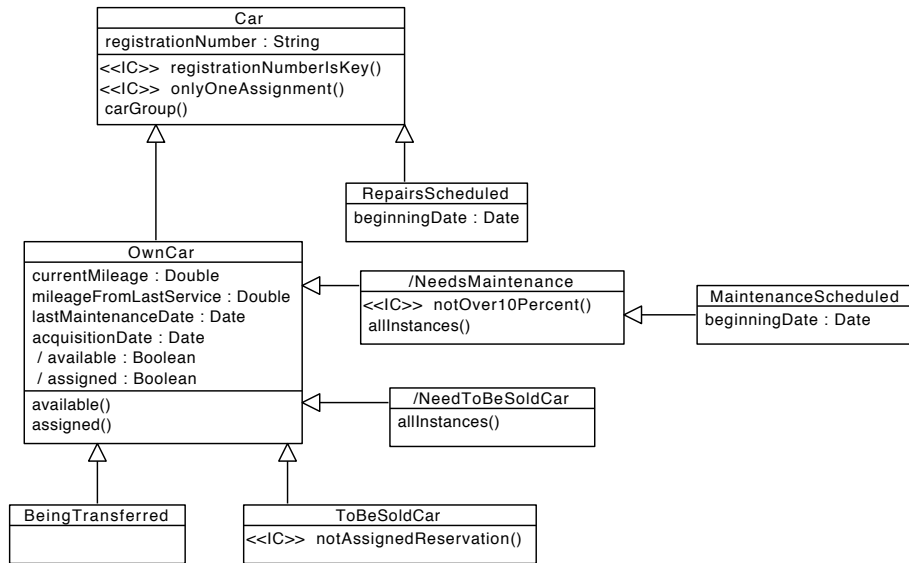 Car
registrationNumber : String
<<IC>> registrationNumberIsKey()
<<IC>> onlyOneAssignment()
carGroup()
RepairsScheduled
beginningDate : Date
OwnCar
currentMileage : Double
mileageFromLastService : Double
lastMaintenanceDate : Date
acquisitionDate : Date
/ available : Boolean
/ assigned : Boolean
available()
assigned()
/NeedsMaintenance
<<IC>> notOver10Percent()
allInstances()
MaintenanceScheduled
beginningDate : Date
/NeedToBeSoldCar
allInstances()
BeingTransferred
ToBeSoldCar
<<IC>> notAssignedReservation()